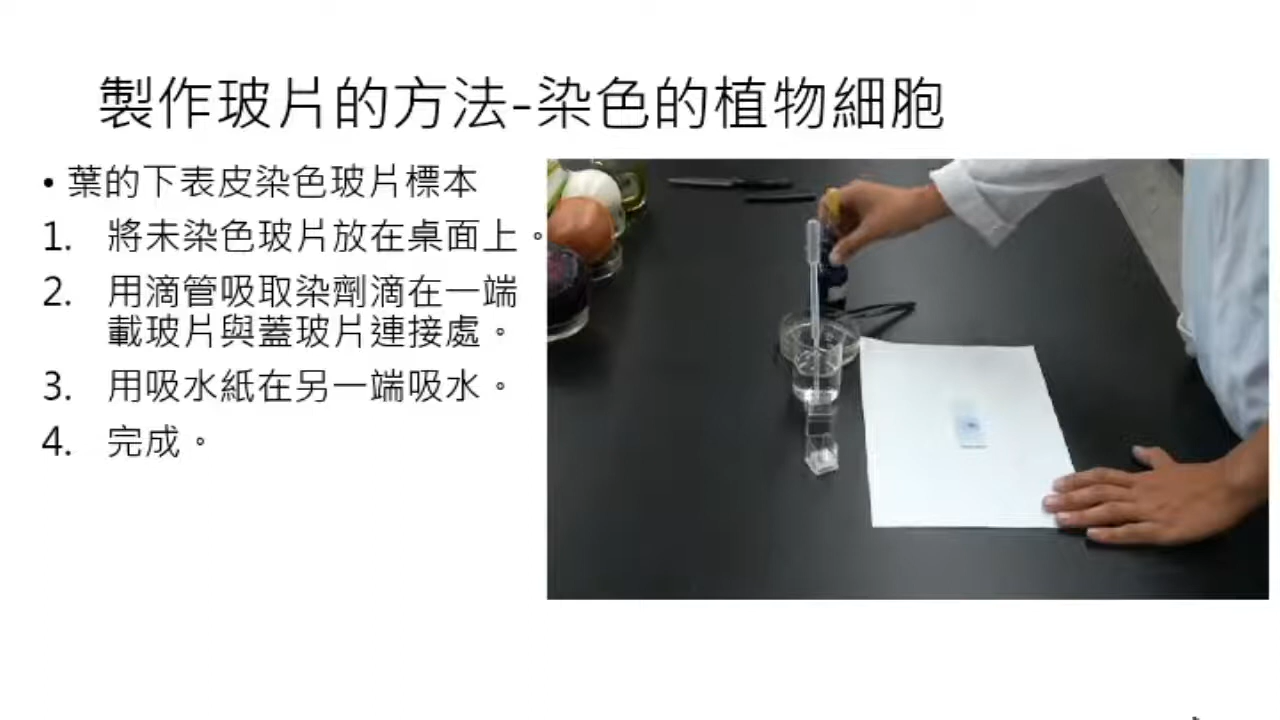 製作玻片的方法-染色的植物細胞
• 葉的下表皮染色玻片標本
1. 將未染色玻片放在桌面上。
2. 用滴管吸取染劑滴在一端
載玻片與蓋玻片連接處。
3. 用吸水紙在另一端吸水。
4. 完成。